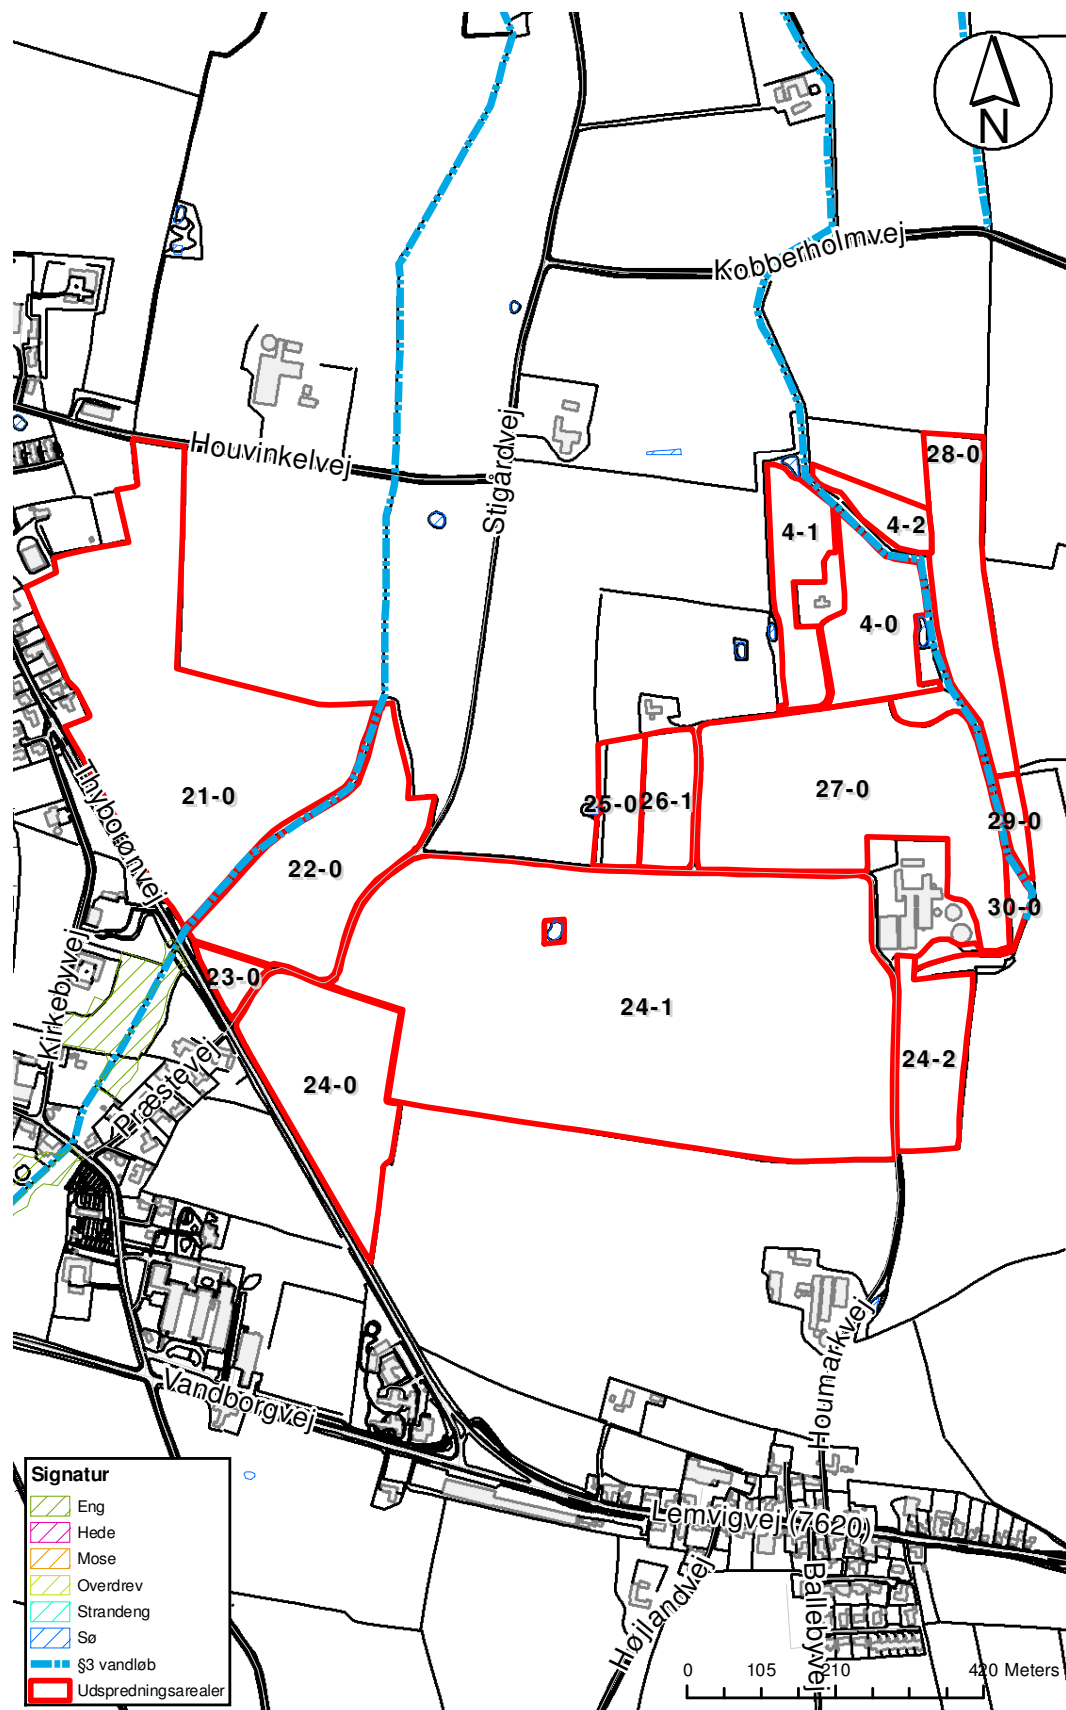 N
Kobberholmvej
Houvinkelvej
Stigårdvej
28-0
4-1
4-2
4-0
21-0
25-0
26-1
27-0
29-0
Thyborønvej
22-0
30-0
23-0
24-1
Kirkebyvej
24-0
24-2
Præstevej
Houmarkvej
Vandborgvej
Lemvigvej (7620)
Højlandvej
Ballebyvej
Signatur
Eng
Hede
Mose
Overdrev
Strandeng
Sø
§3 vandløb
Udspredningsarealer
0 105 210 420 Meters